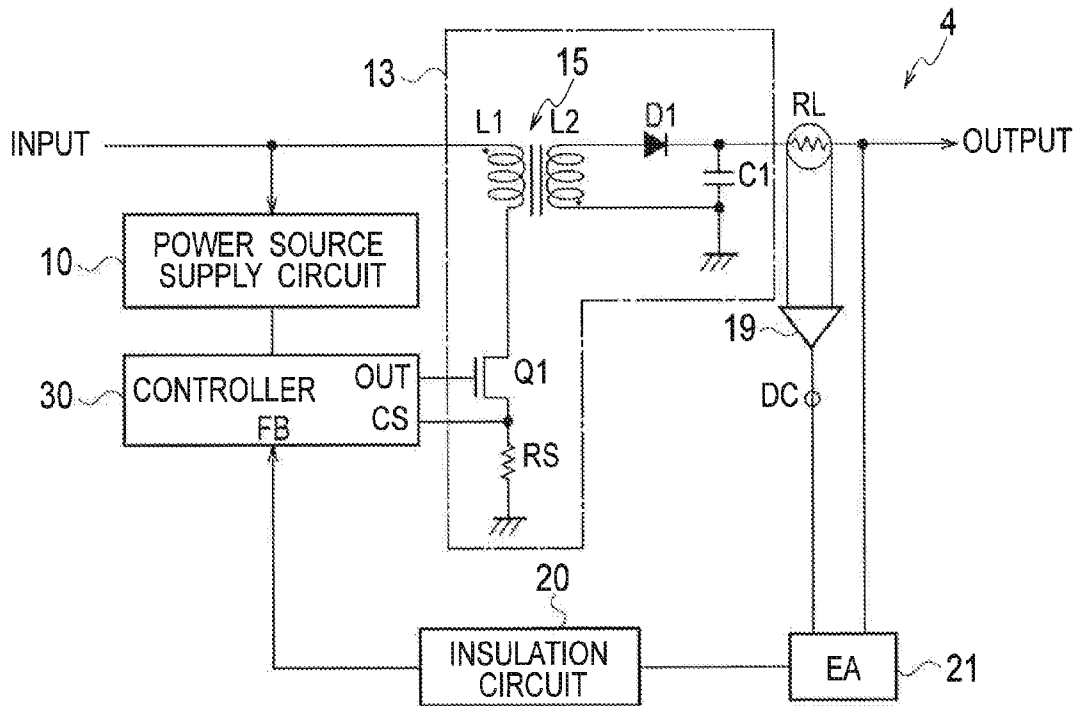 4
13
15
RL
L1
L2
D1
INPUT
OUTPUT
C1
POWER SOURCE
SUPPLY CIRCUIT
10
19
OUT
Q1
CONTROLLER
30
DC
CS
FB
RS
20
INSULATION
CIRCUIT
EA
21